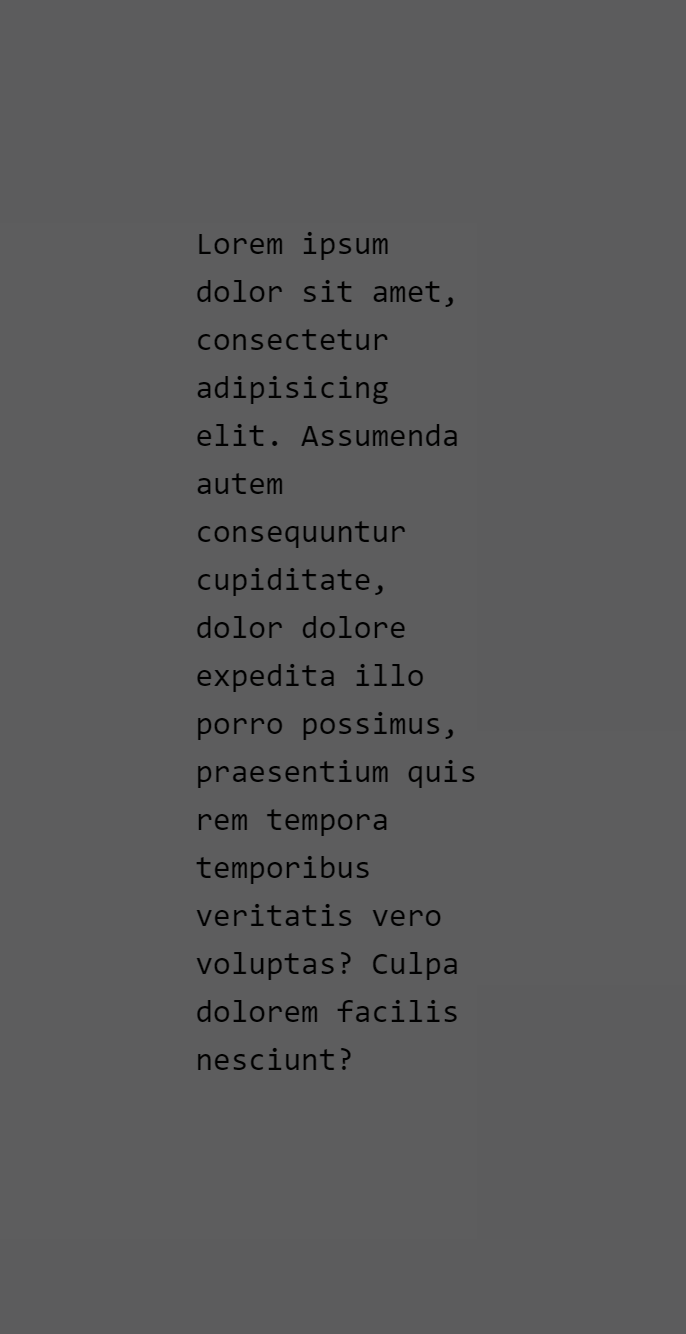 Lorem ipsum
dolor sit amet,
consectetur
adipisicing
elit. Assumenda
autem
consequuntur
cupiditate,
dolor dolore
expedita illo
porro possimus,
praesentium quis
rem tempora
temporibus
veritatis vero
voluptas? Culpa
dolorem facilis
nesciunt?